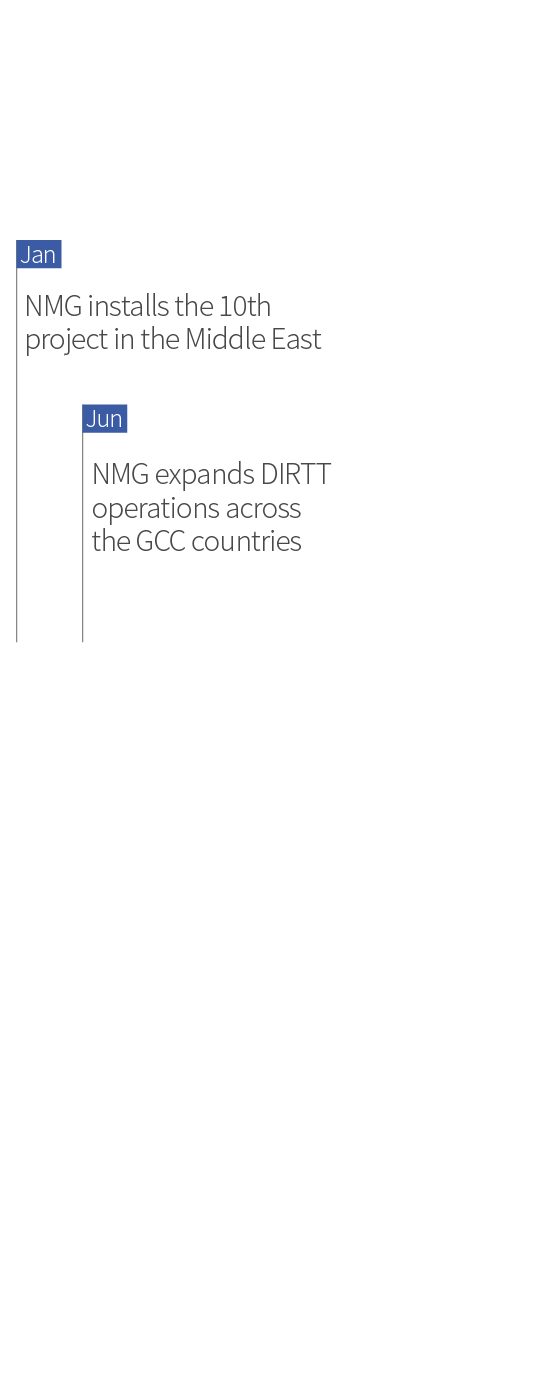 Jan
NMG installs the 10th
project in the Middle East
Jun
NMG expands DIRTT
operations across
the GCC countries